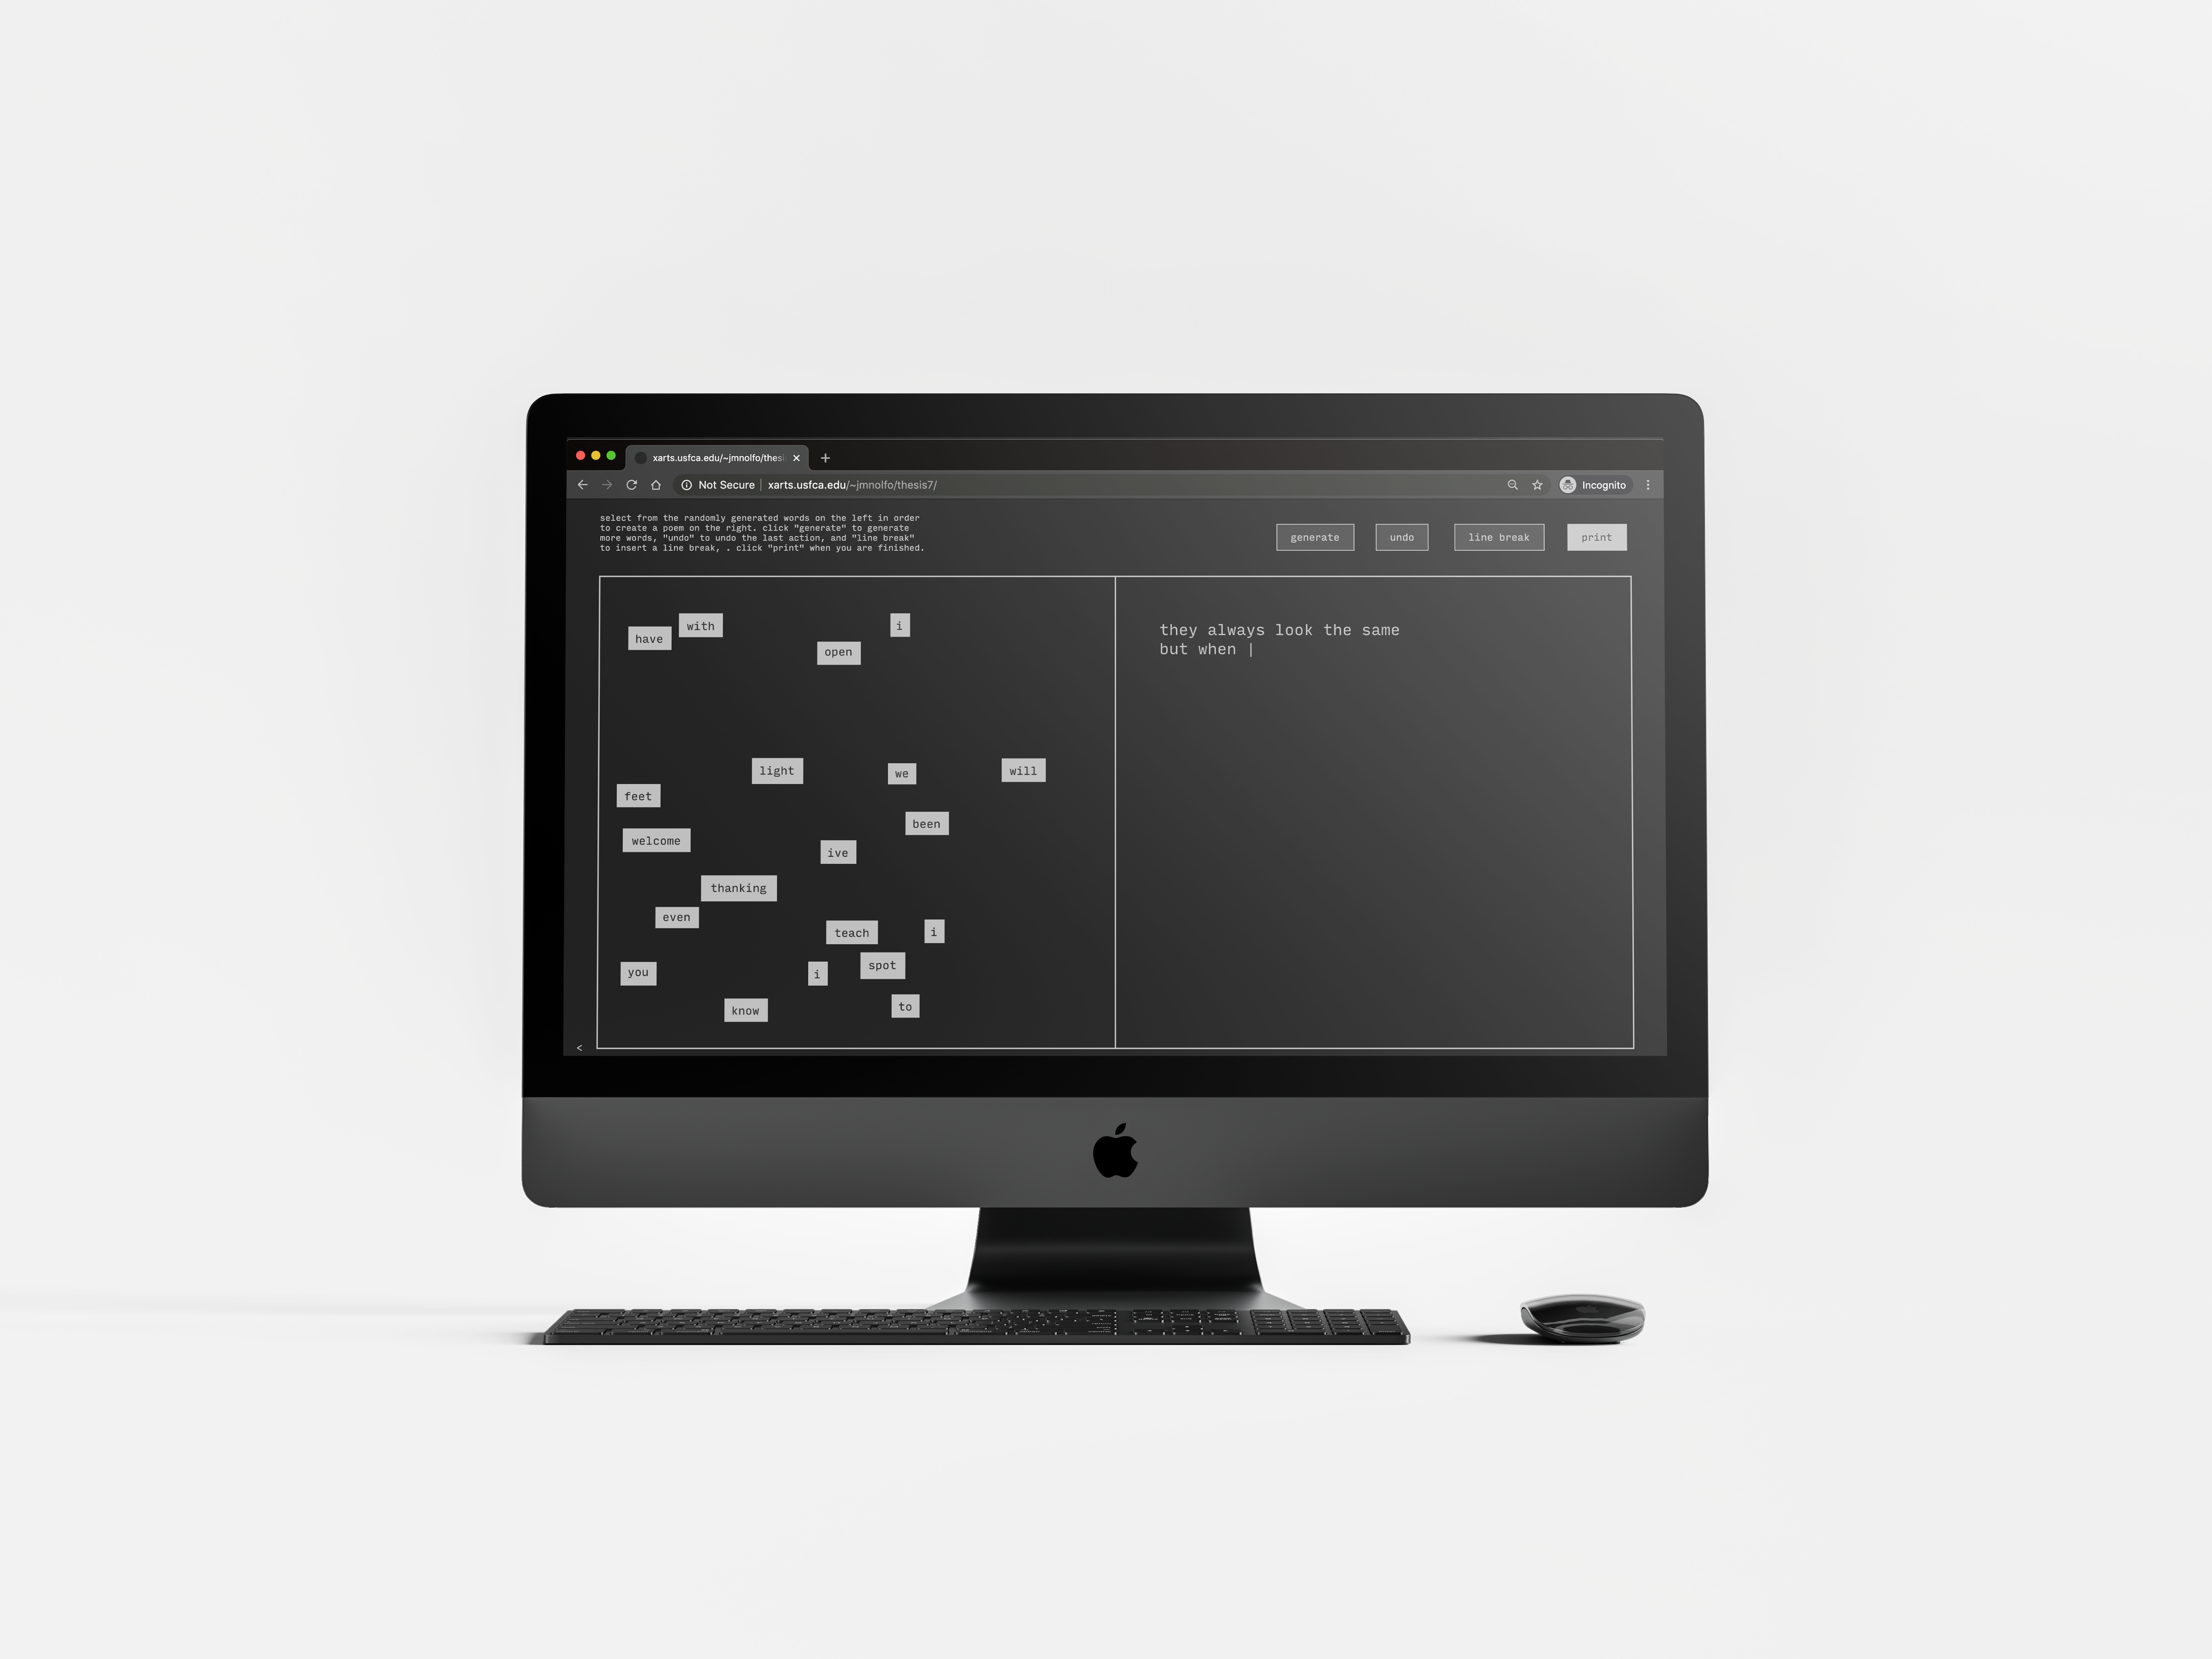 xarts.usfca.edu/~jmnolfo/thesi
Not Secure | xarts.usfca.edu/~jmnolfo/thesis7/
Incognito
select from the randomly generated words on the left in order
to create a poem on the right. click "generate" to generate
more words, "undo" to undo the last action, and "line break"
to insert a line break, . click "print" when you are finished.
generate
undo
line break
print
have
with
open
i
light
we
will
feet
been
welcome
ive
thanking
even
teach
i
you
i
spot
know
to
<
they always look the same
but when |